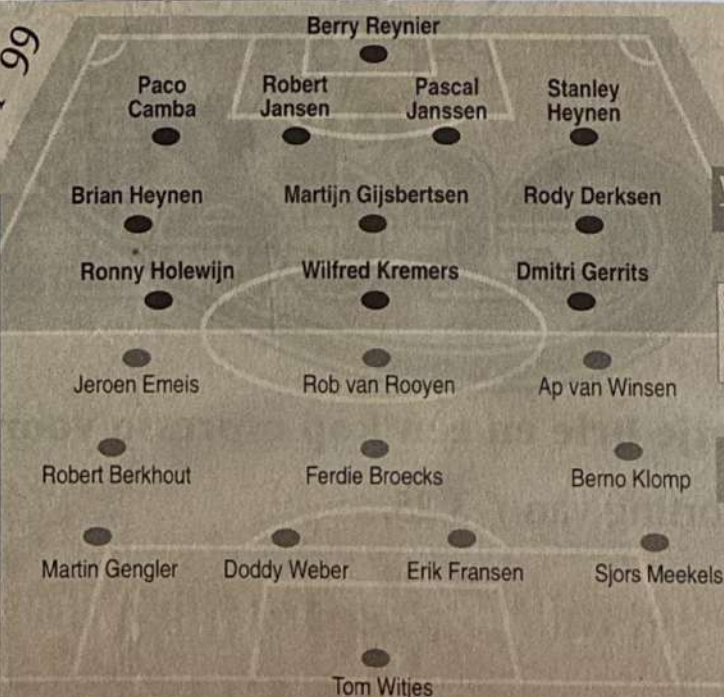 99
Berry Reynier
Paco Camba
Robert Jansen
Pascal Janssen
Stanley Heynen
Brian Heynen
Martijn Gijsbertsen
Rody Derksen
Ronny Holewijn
Wilfred Kremers
Dmitri Gerrits
Jeroen Emeis
Rob van Rooyen
Ap van Winsen
Robert Berkhout
Ferdie Broecks
Berno Klomp
Martin Gengler
Doddy Weber
Erik Fransen
Sjors Meekels
Tom Witjes